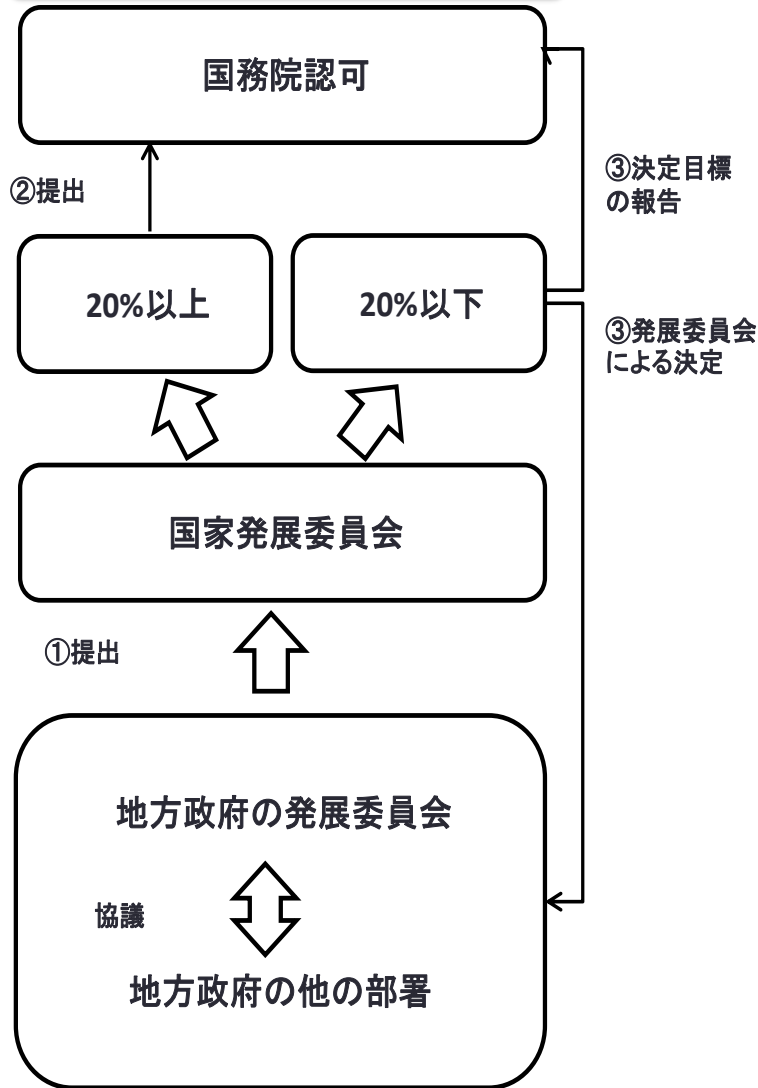 国務院認可
②提出
③決定目標
の報告
20%以上
20%以下
③発展委員会
による決定
国家発展委員会
①提出
地方政府の発展委員会
協議
地方政府の他の部署